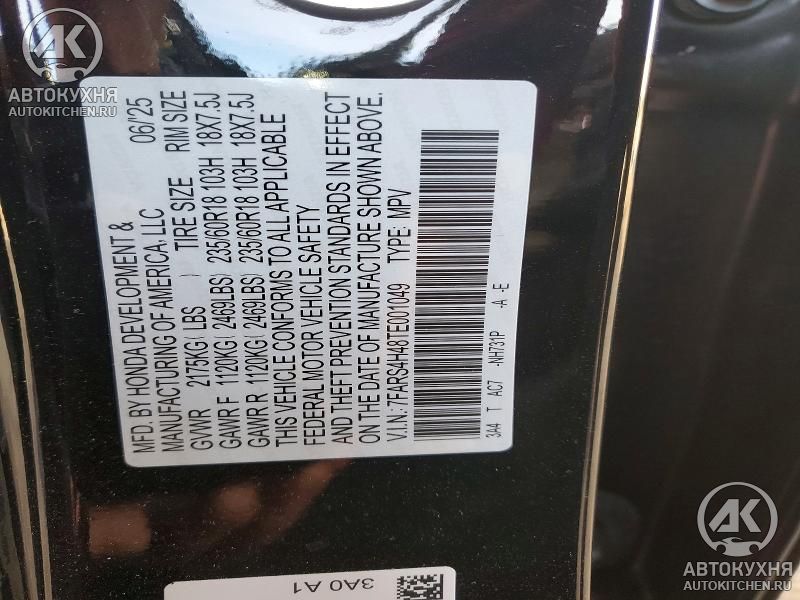 AK
АВТОКУХНЯ
AUTOKITCHEN.RU
MFD. BY HONDA DEVELOPMENT & 06/'25
MANUFACTURING OF AMERICA, LLC
GVWR 2175KG( LBS ) TIRE SIZE RIM SIZE
GAWR F 1120KG( 2469LBS) 235/60R18 103H 18X7.5J
GAWR R 1120KG( 2469LBS) 235/60R18 103H 18X7.5J
THIS VEHICLE CONFORMS TO ALL APPLICABLE
FEDERAL MOTOR VEHICLE SAFETY
AND THEFT PREVENTION STANDARDS IN EFFECT
ON THE DATE OF MANUFACTURE SHOWN ABOVE.
V.I.N.: 7FARS4H48TE001049 TYPE: MPV
3A4 T AC7 -NH731P -A -E
3A0 A1
AK
АВТОКУХНЯ
AUTOKITCHEN.RU